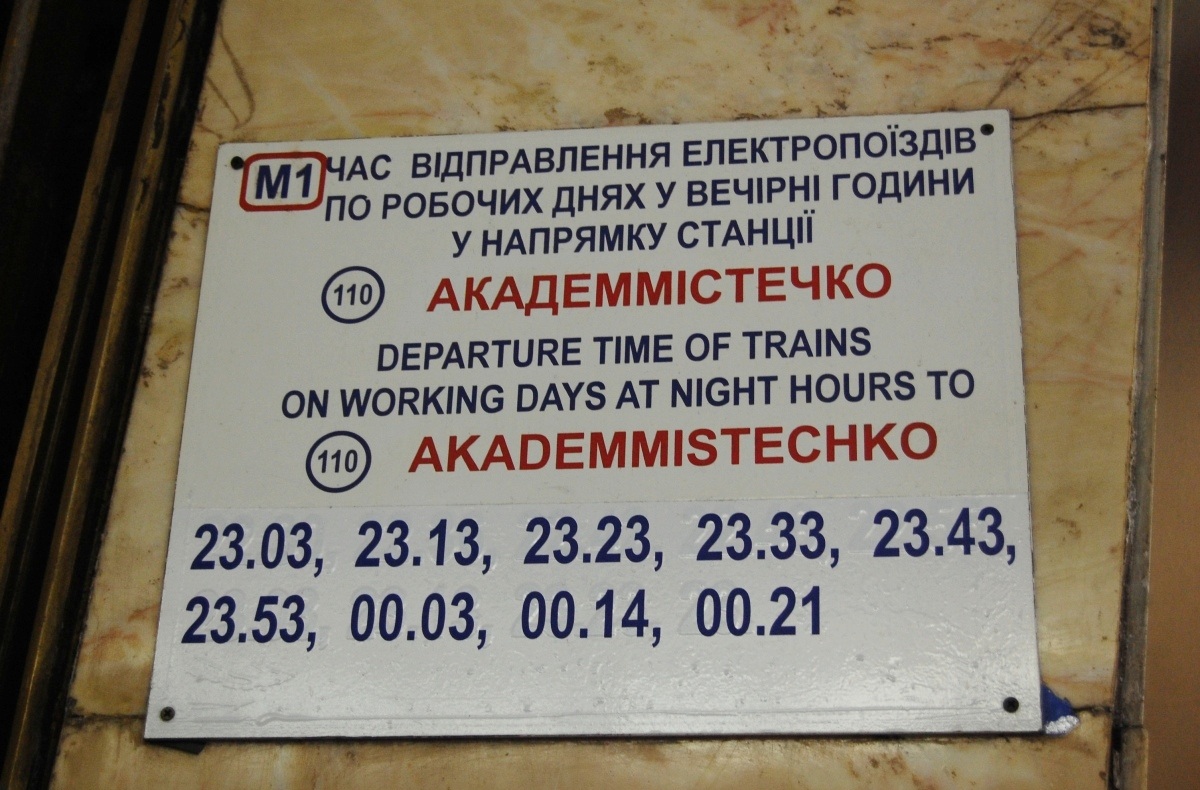 М1 ЧАС ВІДПРАВЛЕННЯ ЕЛЕКТРОПОЇЗДІВ
ПО РОБОЧИХ ДНЯХ У ВЕЧІРНІ ГОДИНИ
У НАПРЯМКУ СТАНЦІЇ
110 АКАДЕММІСТЕЧКО
DEPARTURE TIME OF TRAINS
ON WORKING DAYS AT NIGHT HOURS TO
110 AKADEMMISTECHKO
23.03, 23.13, 23.23, 23.33, 23.43,
23.53, 00.03, 00.14, 00.21